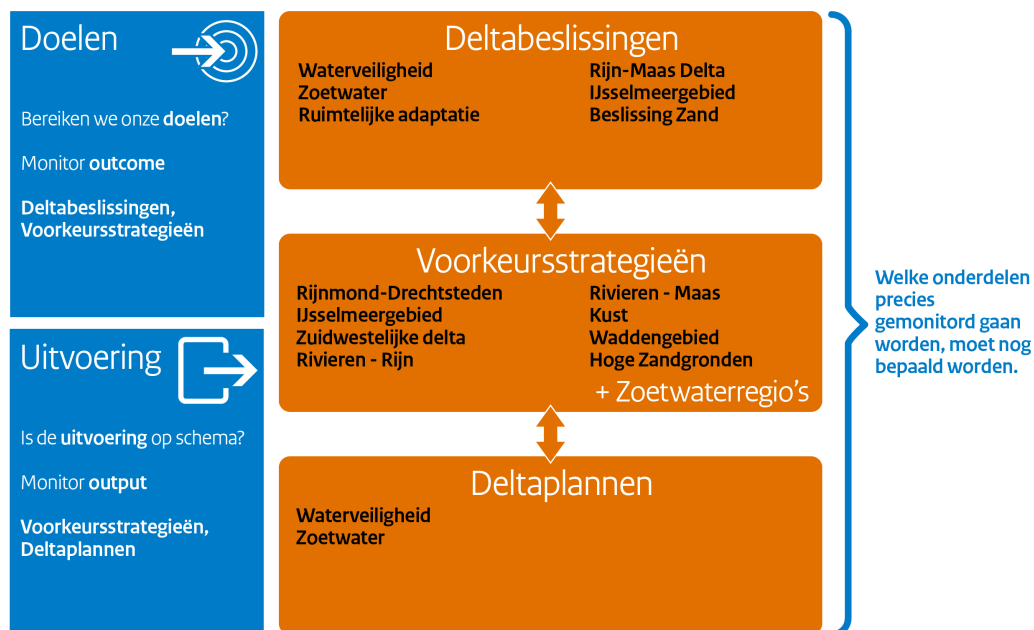 Doelen
Bereiken we onze doelen?
Monitor outcome
Deltabeslissingen,
Voorkeursstrategieën
Uitvoering
Is de uitvoering op schema?
Monitor output
Voorkeursstrategieën,
Deltaplannen
Deltabeslissingen
Waterveiligheid
Zoetwater
Ruimtelijke adaptatie
Rijn-Maas Delta
IJsselmeergebied
Beslissing Zand
Voorkeursstrategieën
Rijnmond-Drechtsteden
IJsselmeergebied
Zuidwestelijke delta
Rivieren - Rijn
Rivieren - Maas
Kust
Waddengebied
Hoge Zandgronden
+ Zoetwaterregio's
Deltaplannen
Waterveiligheid
Zoetwater
Welke onderdelen
precies
gemonitord gaan
worden, moet nog
bepaald worden.